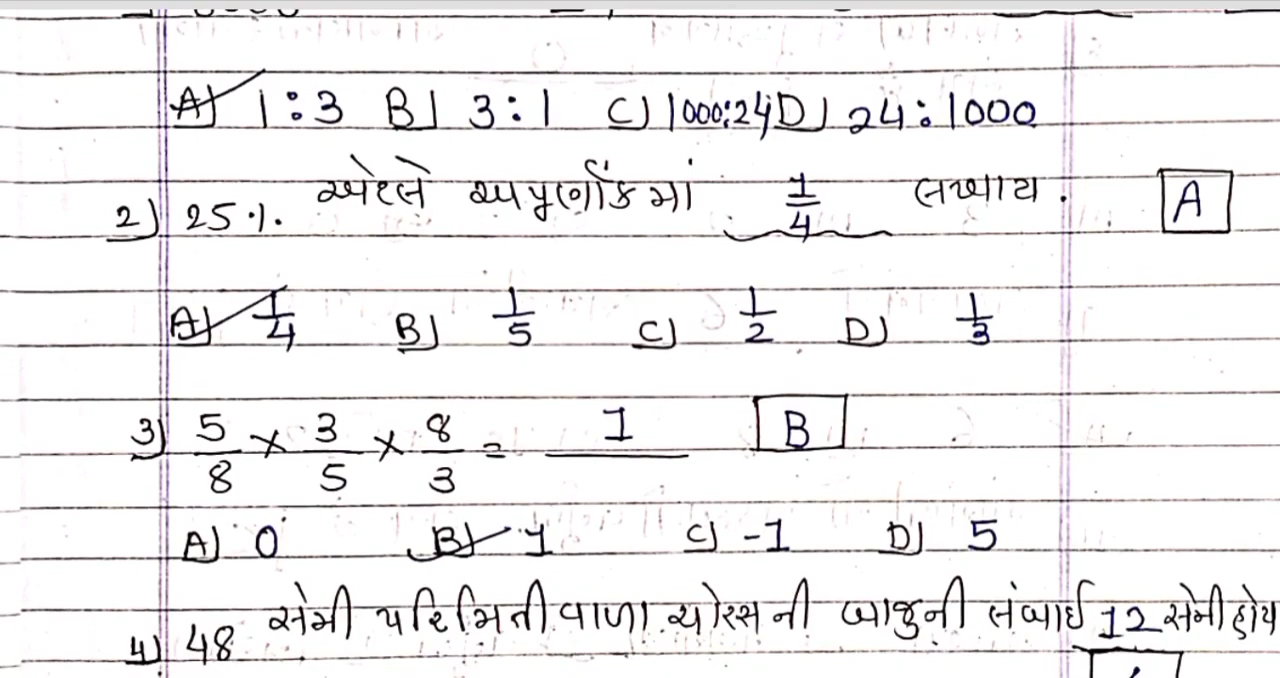 A) 1:3 B) 3:1 C) 1000:24 D) 24:1000
2) 25%. એટલે અપૂર્ણાંકમાં 1/4 લખાય. A
A) 1/4 B) 1/5 C) 1/2 D) 1/3
3) 5/8 × 3/5 × 8/3 = 1 B
A) 0 B) 1 C) -1 D) 5
4) 48 સેમી પરિમિતીવાળા ચોરસની બાજુની લંબાઈ 12 સેમી હોય